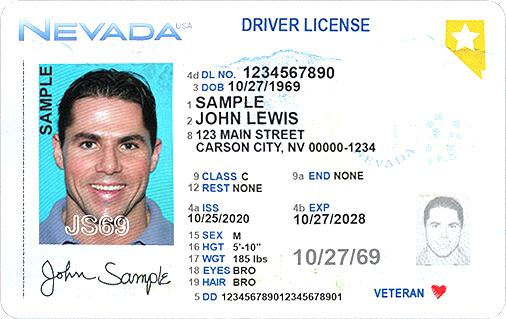 NEVADA USA DRIVER LICENSE
SAMPLE
4d DL NO. 1234567890
3 DOB 10/27/1969
1 SAMPLE
2 JOHN LEWIS
8 123 MAIN STREET
CARSON CITY, NV 00000-1234
NEVADA
9 CLASS C 9a END NONE
12 REST NONE
4a ISS 4b EXP
10/25/2020 10/27/2028
JS69
15 SEX M
16 HGT 5'-10"
17 WGT 185 lbs 10/27/69
18 EYES BRO
19 HAIR BRO
John Sample
5 DD 12345678901234578901
VETERAN